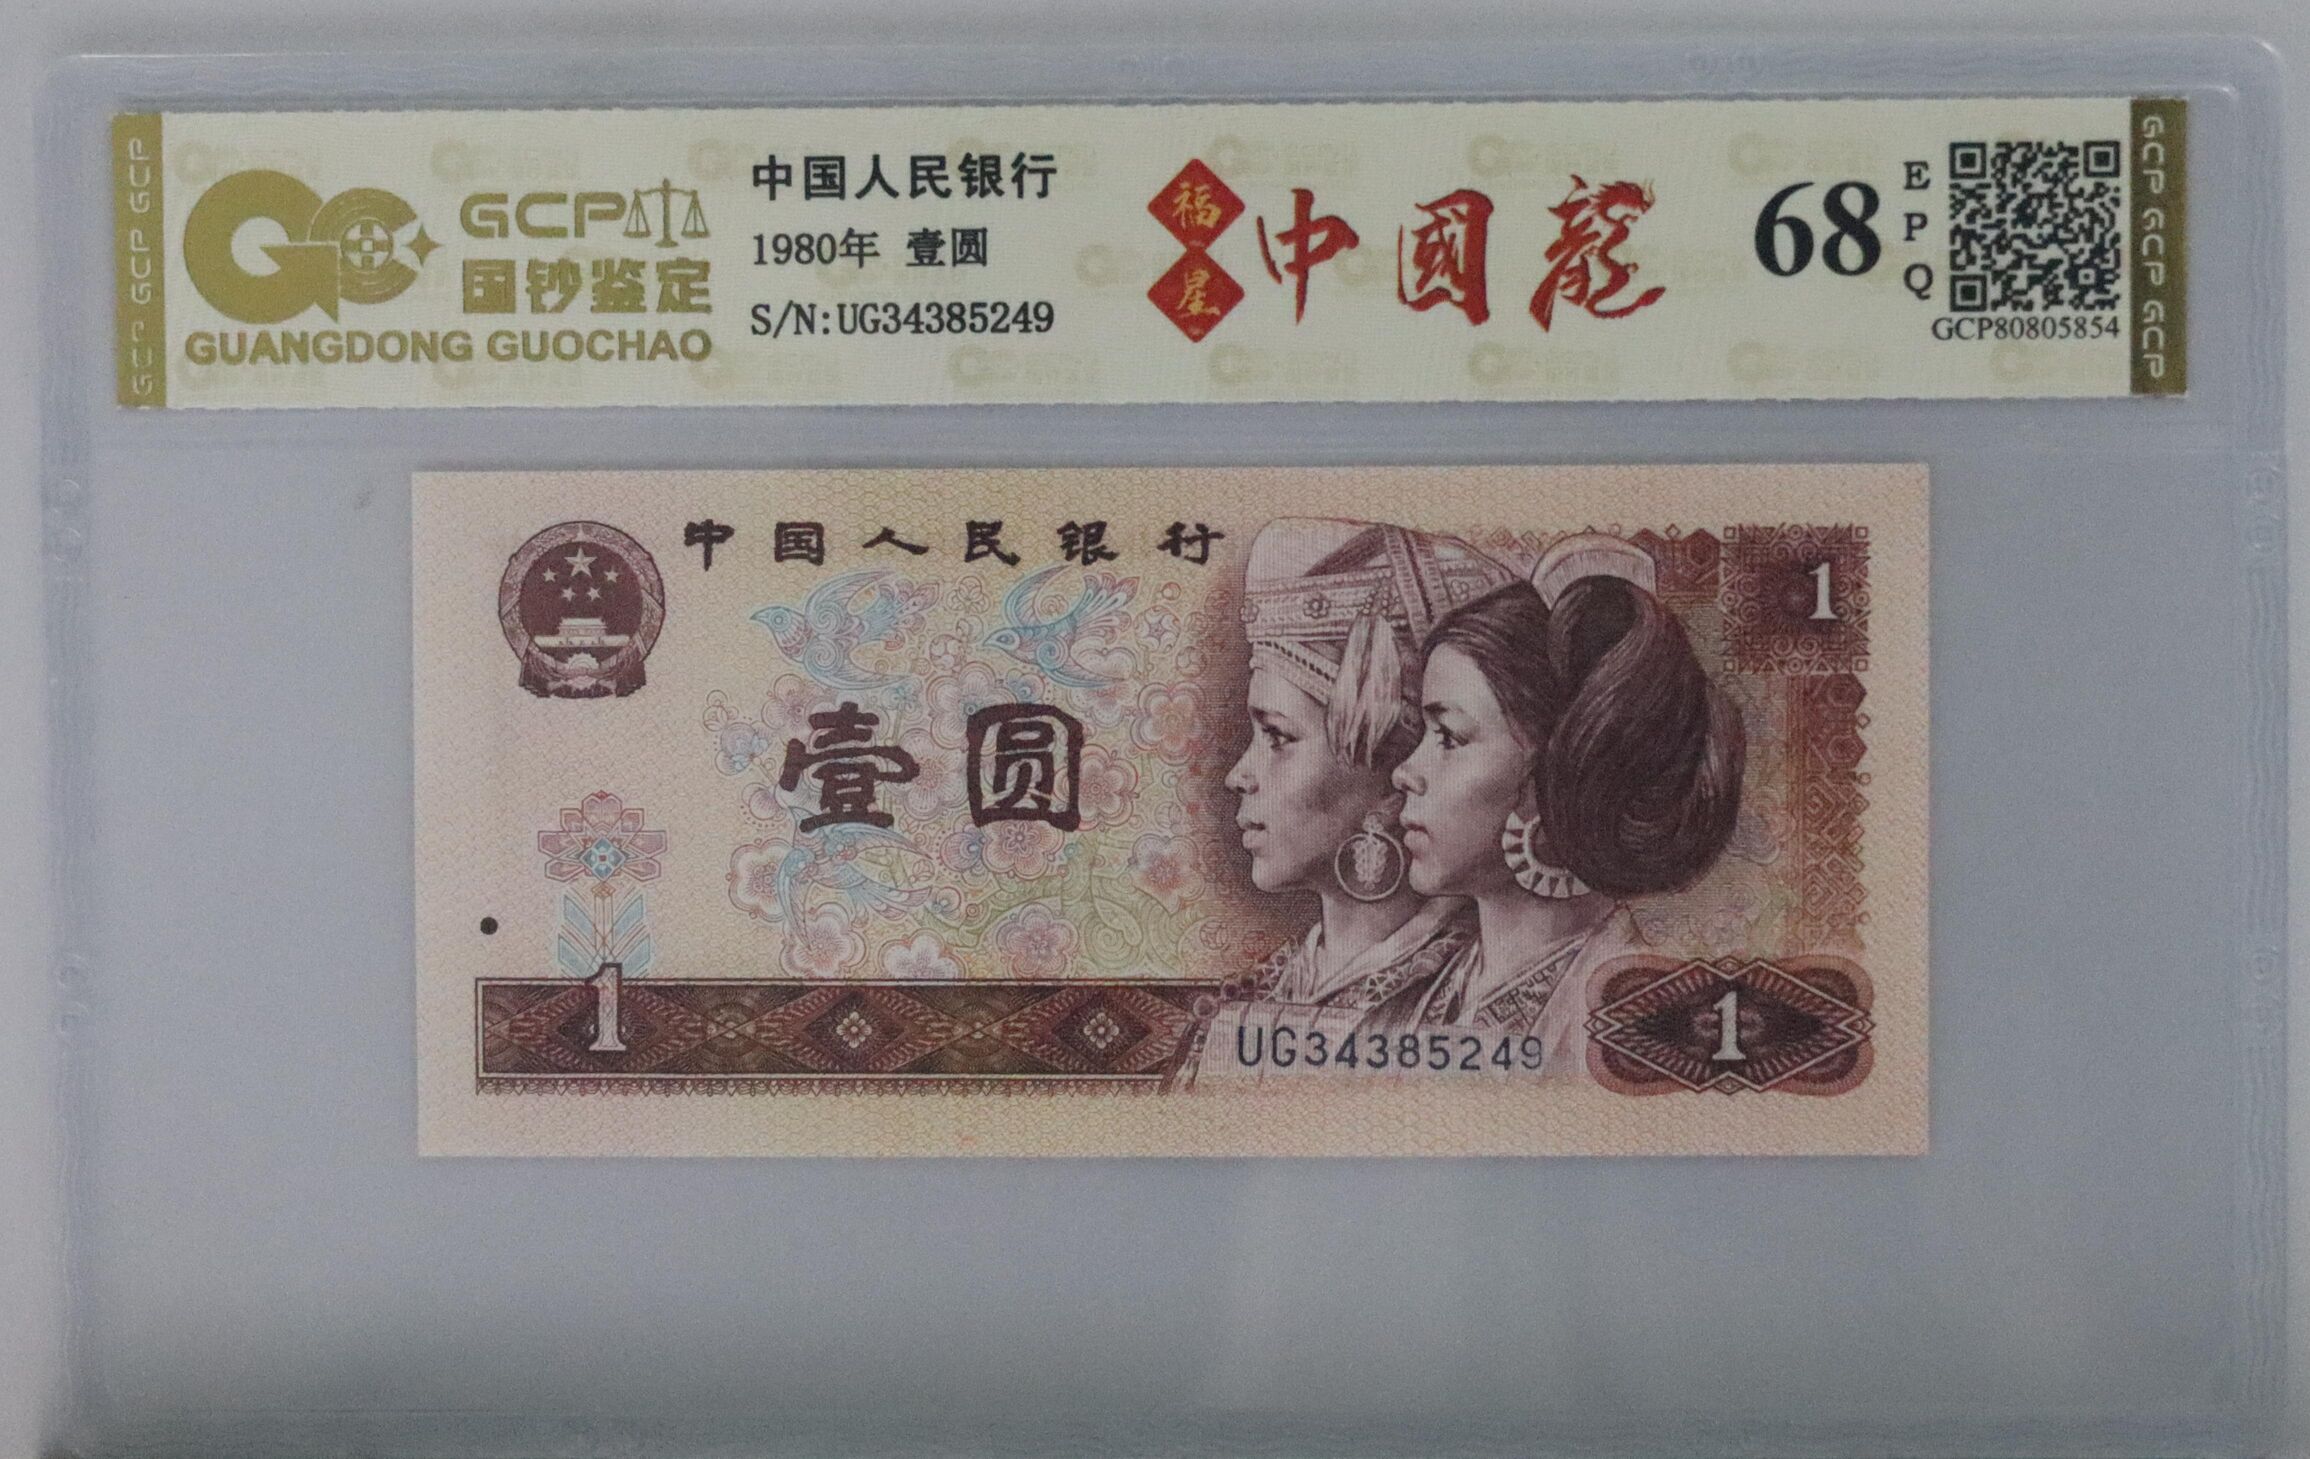 GCP GCP GCP
GCP
国钞鉴定
GUANGDONG GUOCHAO
中国人民银行
1980年 壹圆
S/N:UG34385249
福
星
中國龍
68
E
P
Q
GCP80805854
GCP GCP GCP
中国人民银行
1
壹圆
1
UG34385249
1